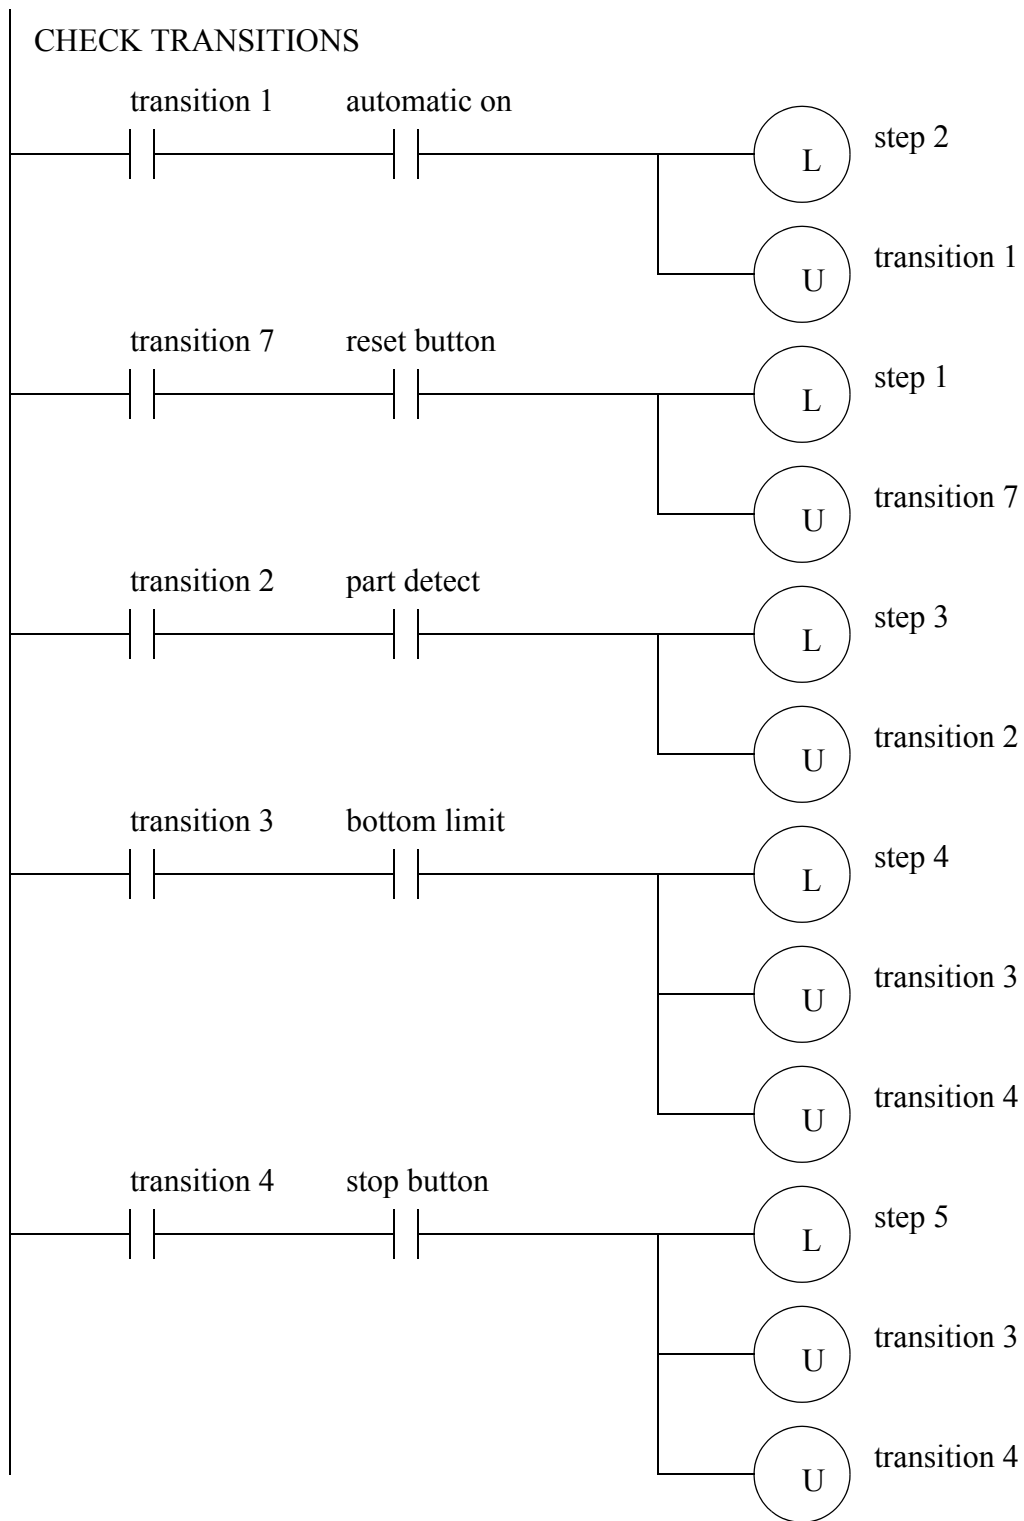 CHECK TRANSITIONS
transition 1 automatic on
step 2
L
transition 1
U
transition 7 reset button
step 1
L
transition 7
U
transition 2 part detect
step 3
L
transition 2
U
transition 3 bottom limit
step 4
L
transition 3
U
transition 4
U
transition 4 stop button
step 5
L
transition 3
U
transition 4
U